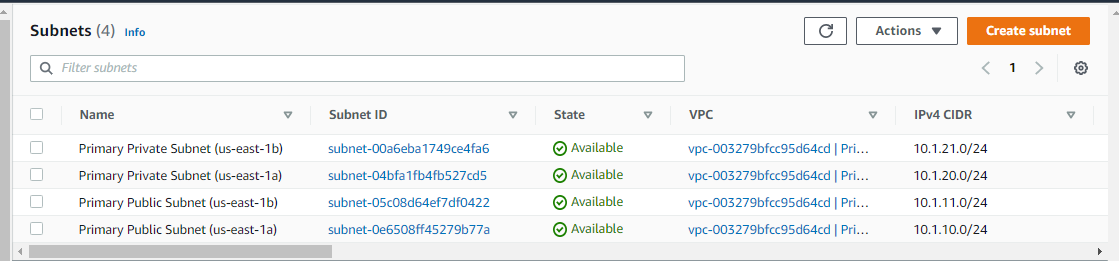 Subnets (4) Info
Actions
Create subnet
Filter subnets
1
Name Subnet ID State VPC IPv4 CIDR
Primary Private Subnet (us-east-1b) subnet-00a6eba1749ce4fa6 Available vpc-003279bfcc95d64cd | Pri... 10.1.21.0/24
Primary Private Subnet (us-east-1a) subnet-04bfa1fb4fb527cd5 Available vpc-003279bfcc95d64cd | Pri... 10.1.20.0/24
Primary Public Subnet (us-east-1b) subnet-05c08d64ef7df0422 Available vpc-003279bfcc95d64cd | Pri... 10.1.11.0/24
Primary Public Subnet (us-east-1a) subnet-0e6508ff45279b77a Available vpc-003279bfcc95d64cd | Pri... 10.1.10.0/24